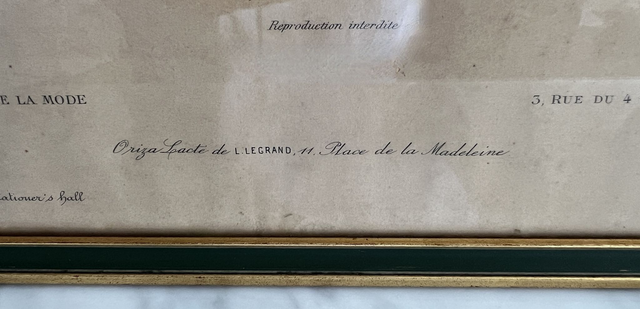 Reproduction interdite
E LA MODE
3, RUE DU 4
Oriza Lacté de L. LEGRAND, 11. Place de la Madeleine
ationer's hall